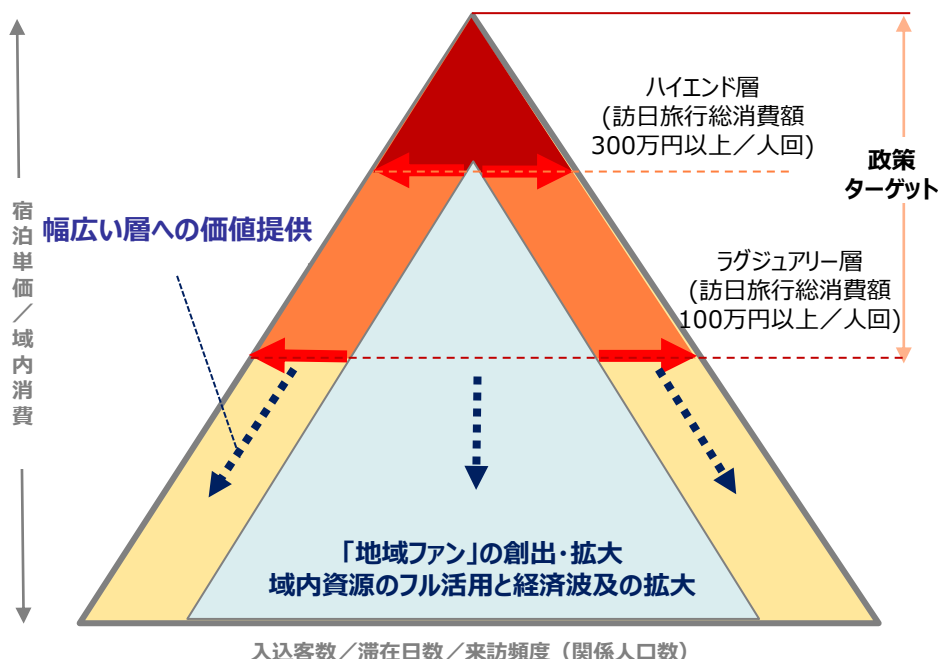 ハイエンド層
(訪日旅行総消費額
300万円以上／人回)
政策
ターゲット
宿泊単価／域内消費
幅広い層への価値提供
ラグジュアリー層
(訪日旅行総消費額
100万円以上／人回)
「地域ファン」の創出・拡大
域内資源のフル活用と経済波及の拡大
入込客数／滞在日数／来訪頻度（関係人口数）